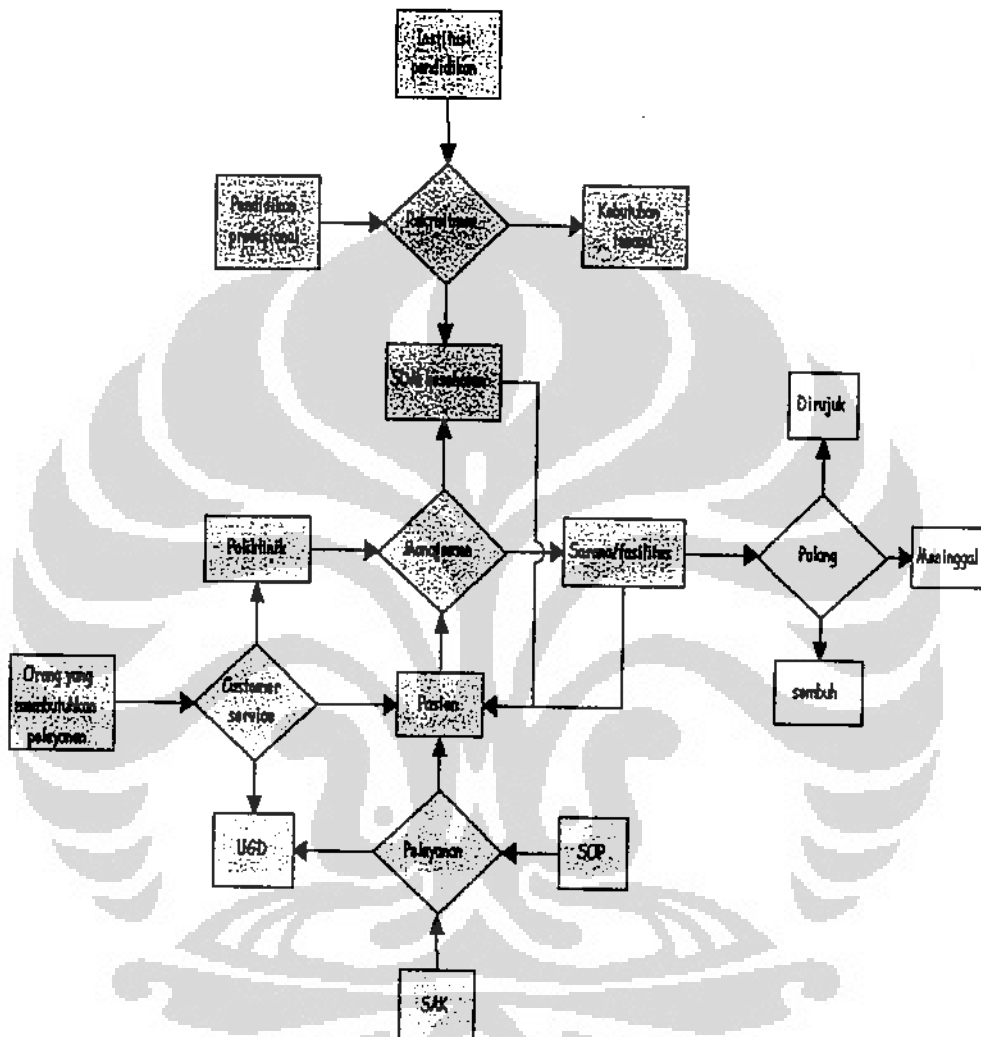 Institusi
pendidikan
Pendidikan
profesional
Rekruitmen
Kebutuhan
tenaga
SDM kesehatan
Dirujuk
Poliklinik
Manajemen
Sarana/fasilitas
Pulang
Meninggal
Orang yang
membutuhkan
pelayanan
Customer
service
Pasien
sembuh
UGD
Pelayanan
SOP
SAK